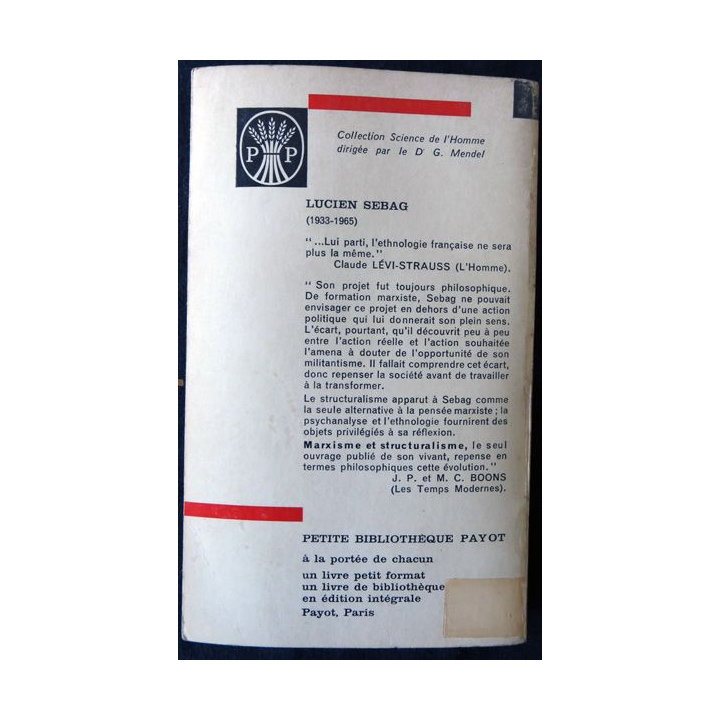 P P
Collection Science de l'Homme
dirigée par le Dr G. Mendel
LUCIEN SEBAG
(1933-1965)
"...Lui parti, l'ethnologie française ne sera
plus la même."
Claude LÉVI-STRAUSS (L'Homme).
" Son projet fut toujours philosophique.
De formation marxiste, Sebag ne pouvait
envisager ce projet en dehors d'une action
politique qui lui donnerait son plein sens.
L'écart, pourtant, qu'il découvrit peu à peu
entre l'action réelle et l'action souhaitée
l'amena à douter de l'opportunité de son
militantisme. Il fallait comprendre cet écart,
donc repenser la société avant de travailler
à la transformer.
Le structuralisme apparut à Sebag comme
la seule alternative à la pensée marxiste ; la
psychanalyse et l'ethnologie fournirent des
objets privilégiés à sa réflexion.
Marxisme et structuralisme, le seul
ouvrage publié de son vivant, repense en
termes philosophiques cette évolution."
J. P. et M. C. BOONS
(Les Temps Modernes).
PETITE BIBLIOTHÈQUE PAYOT
à la portée de chacun
un livre petit format
un livre de bibliothèque
en édition intégrale
Payot, Paris